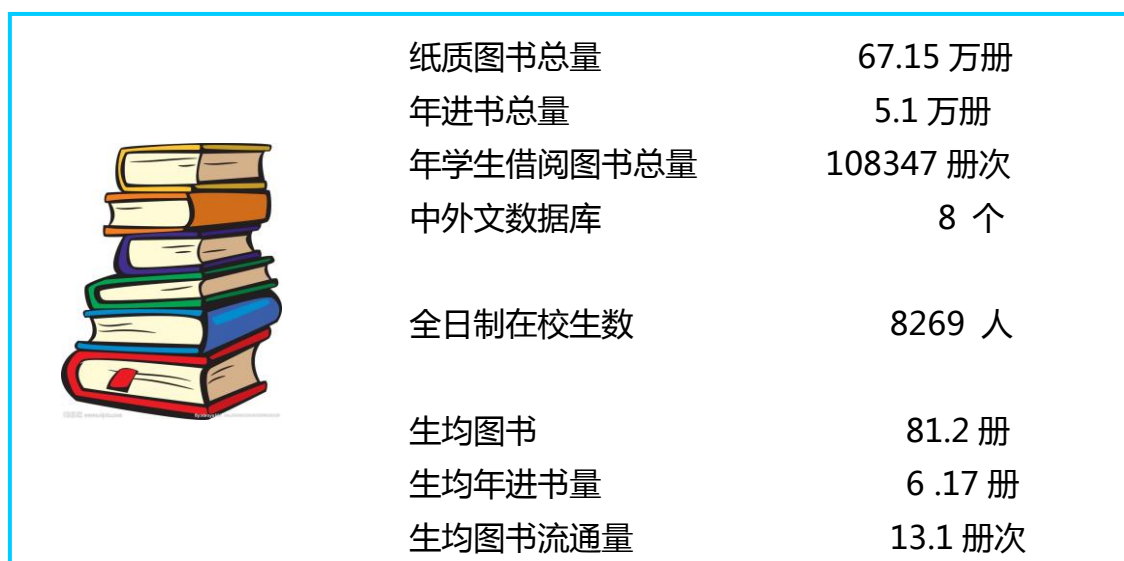 纸质图书总量 67.15 万册
年进书总量 5.1 万册
年学生借阅图书总量 108347 册次
中外文数据库 8 个
全日制在校生数 8269 人
生均图书 81.2 册
生均年进书量 6 .17 册
生均图书流通量 13.1 册次